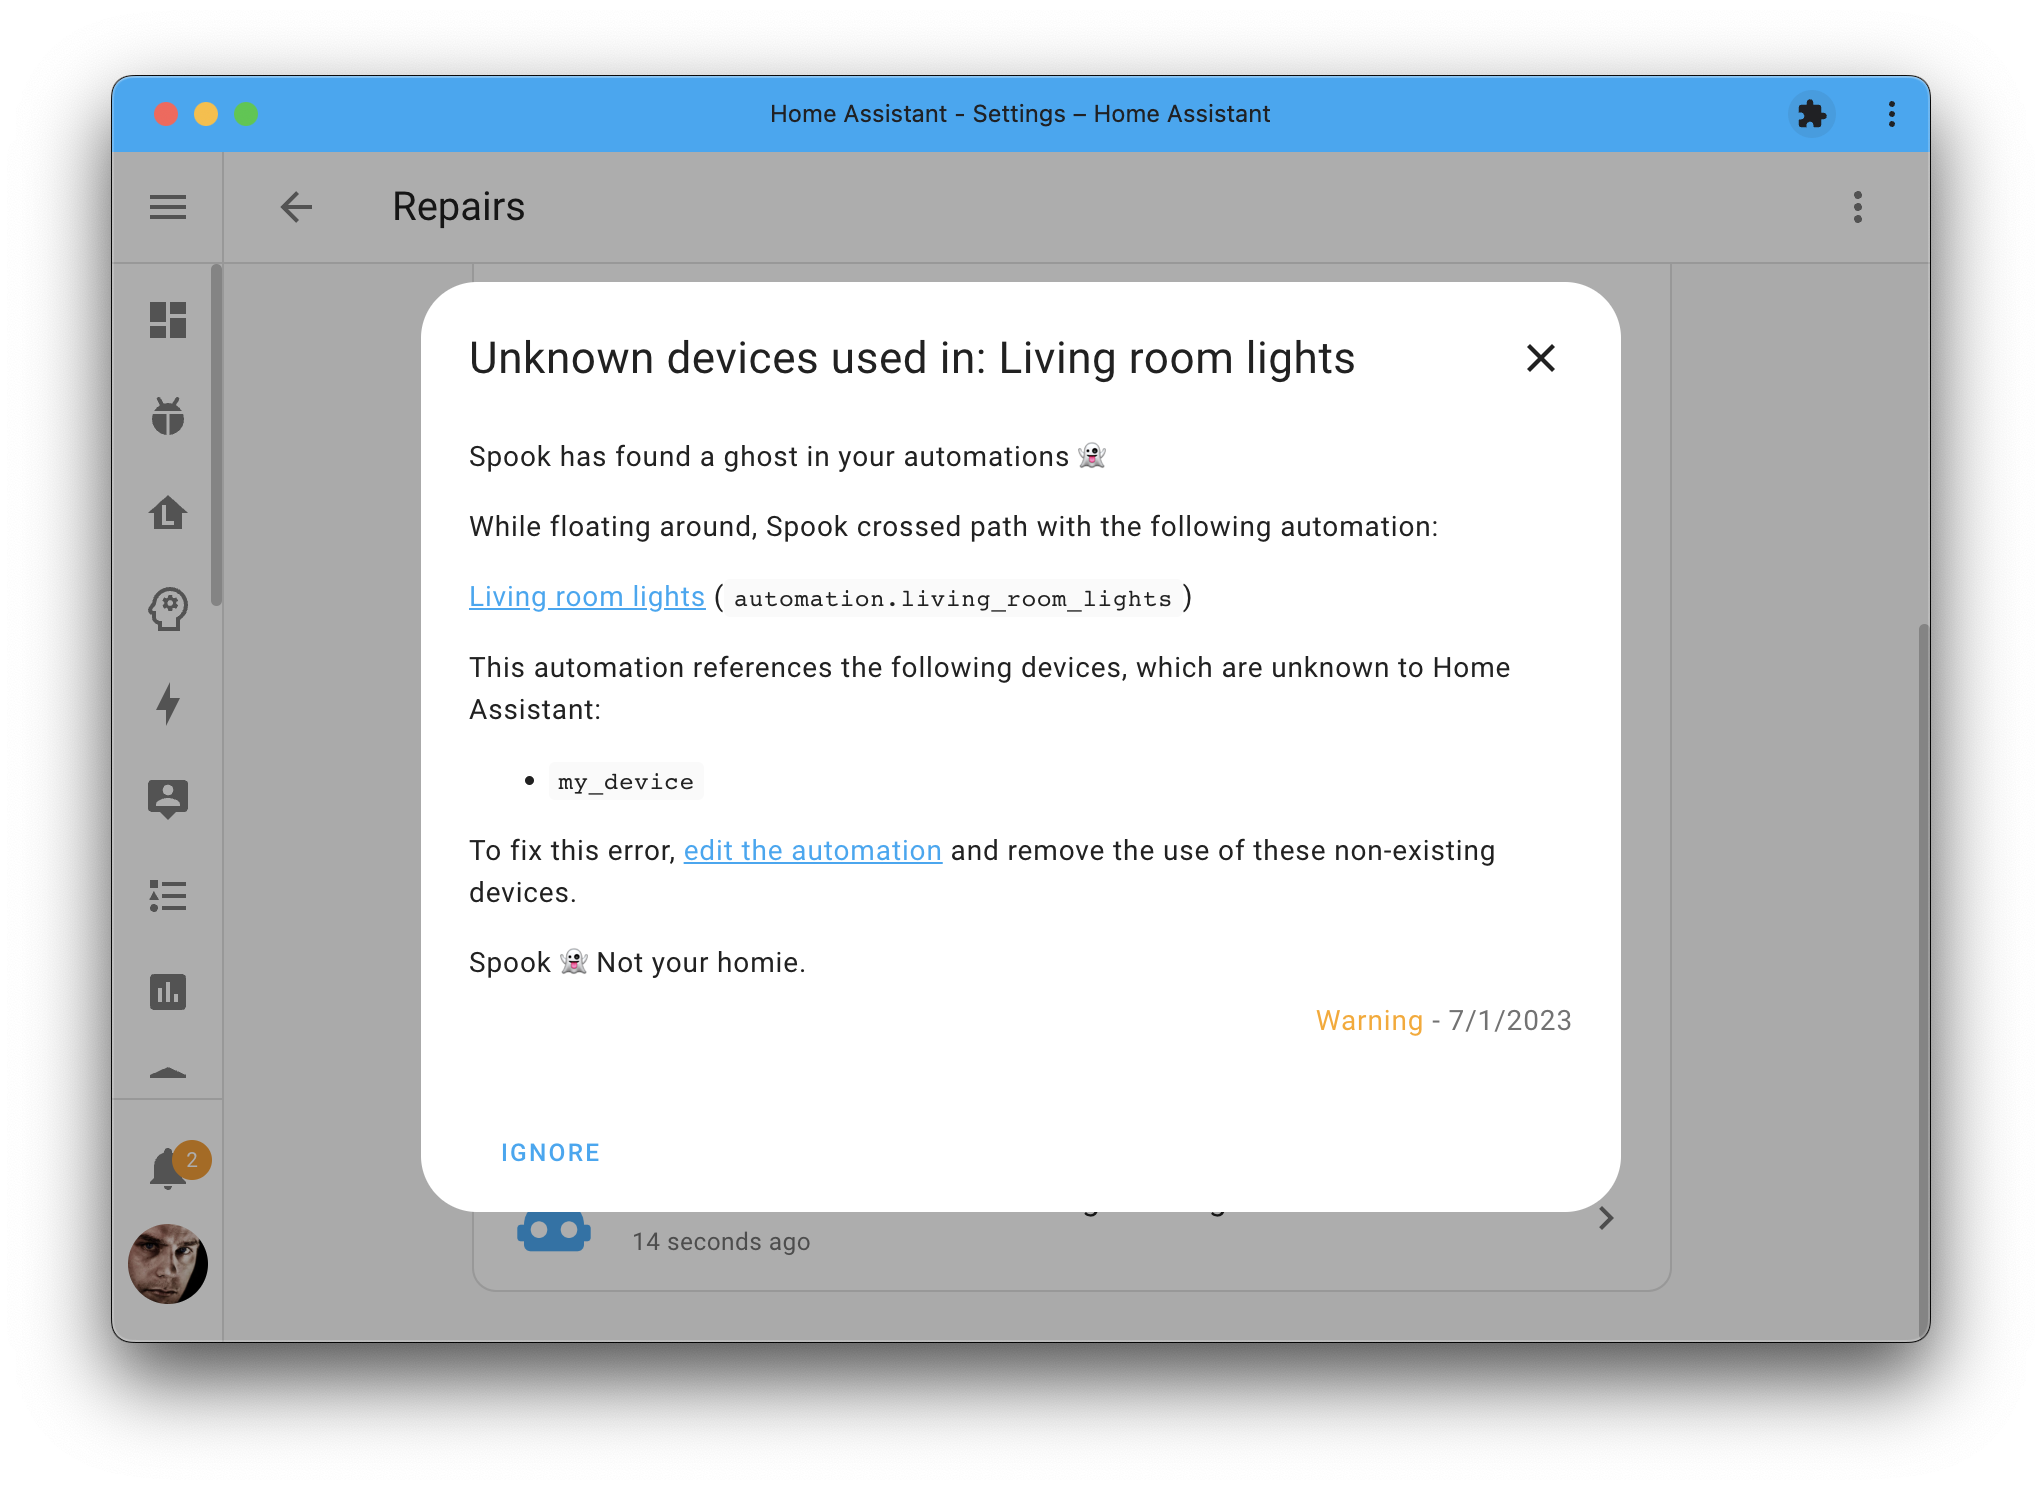 Home Assistant - Settings – Home Assistant
Repairs
Unknown devices used in: Living room lights
Spook has found a ghost in your automations 👻
While floating around, Spook crossed path with the following automation:
Living room lights ( automation.living_room_lights )
This automation references the following devices, which are unknown to Home
Assistant:
• my_device
To fix this error, edit the automation and remove the use of these non-existing
devices.
Spook 👻 Not your homie.
Warning - 7/1/2023
IGNORE
2
14 seconds ago